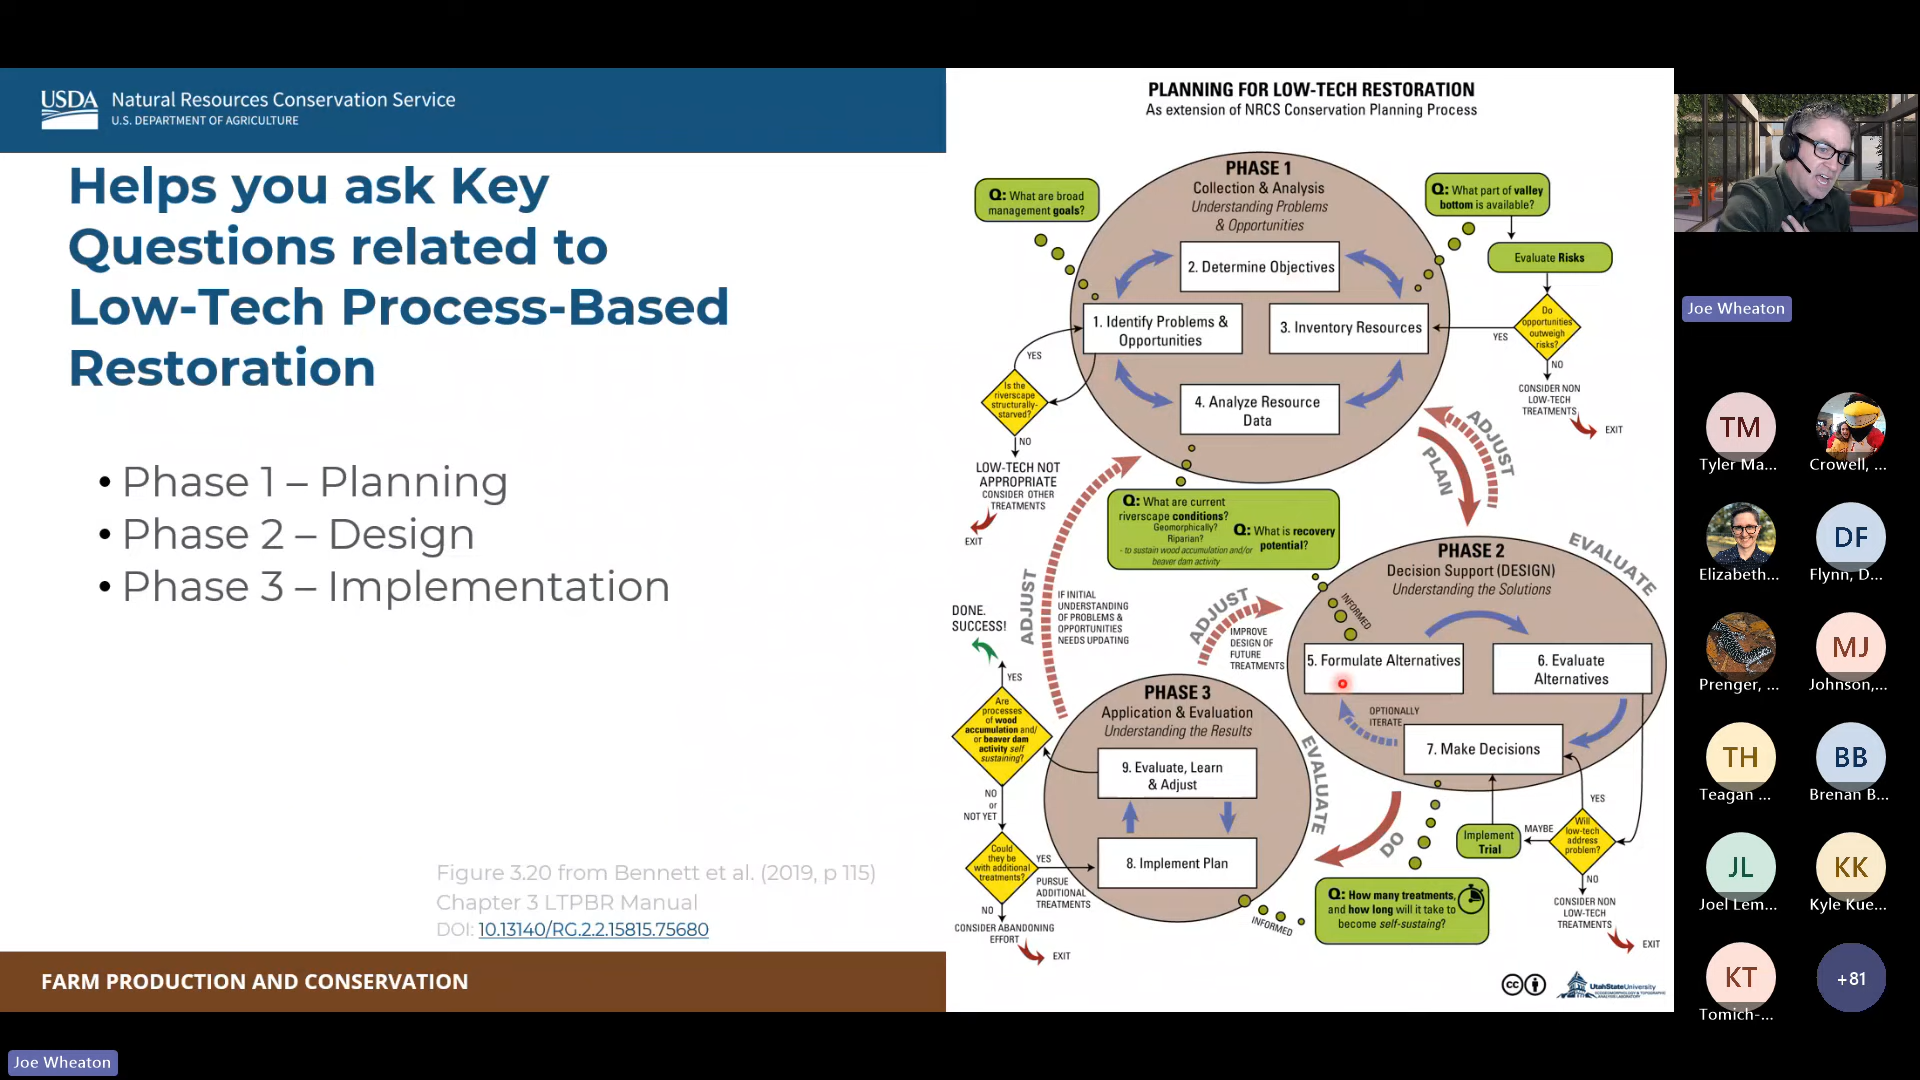 USDA Natural Resources Conservation Service
U.S. DEPARTMENT OF AGRICULTURE
Helps you ask Key
Questions related to
Low-Tech Process-Based
Restoration
• Phase 1 – Planning
• Phase 2 – Design
• Phase 3 – Implementation
Figure 3.20 from Bennett et al. (2019, p 115)
Chapter 3 LTPBR Manual
DOI: 10.13140/RG.2.2.15815.75680
FARM PRODUCTION AND CONSERVATION
PLANNING FOR LOW-TECH RESTORATION
As extension of NRCS Conservation Planning Process
PHASE 1
Collection & Analysis
Understanding Problems
& Opportunities
Q: What are broad
management goals?
Q: What part of valley
bottom is available?
Evaluate Risks
Do
opportunities
outweigh
risks?
YES
NO
CONSIDER NON
LOW-TECH
TREATMENTS
EXIT
2. Determine Objectives
1. Identify Problems &
Opportunities
3. Inventory Resources
4. Analyze Resource
Data
YES
Is the
riverscape
structurally-
starved?
NO
LOW-TECH NOT
APPROPRIATE
CONSIDER OTHER
TREATMENTS
EXIT
Q: What are current
riverscape conditions?
Geomorphically?
Riparian?
- to sustain wood accumulation and/or
beaver dam activity
Q: What is recovery
potential?
ADJUST
PLAN
EVALUATE
PHASE 2
Decision Support (DESIGN)
Understanding the Solutions
INFORMED
5. Formulate Alternatives
6. Evaluate
Alternatives
OPTIONALLY
ITERATE
7. Make Decisions
YES
Will
low-tech
address
problem?
MAYBE
Implement
Trial
NO
CONSIDER NON
LOW-TECH
TREATMENTS
EXIT
ADJUST
IF INITIAL
UNDERSTANDING
OF PROBLEMS &
OPPORTUNITIES
NEEDS UPDATING
ADJUST
IMPROVE
DESIGN OF
FUTURE
TREATMENTS
EVALUATE
DO
PHASE 3
Application & Evaluation
Understanding the Results
9. Evaluate, Learn
& Adjust
8. Implement Plan
INFORMED
Q: How many treatments,
and how long will it take to
become self-sustaing?
DONE.
SUCCESS!
YES
Are
processes
of wood
accumulation and/
or beaver dam
activity self
sustaining?
NO
or
NOT YET
Could
they be
with additional
treatments?
YES
PURSUE
ADDITIONAL
TREATMENTS
NO
CONSIDER ABANDONING
EFFORT
EXIT
cc
UtahStateUniversity
Joe Wheaton
TM
Tyler Ma...
Crowell, ...
Elizabeth...
DF
Flynn, D...
Prenger, ...
MJ
Johnson,...
TH
Teagan ...
BB
Brenan B...
JL
Joel Lem...
KK
Kyle Kue...
KT
Tomich-...
+81
Joe Wheaton